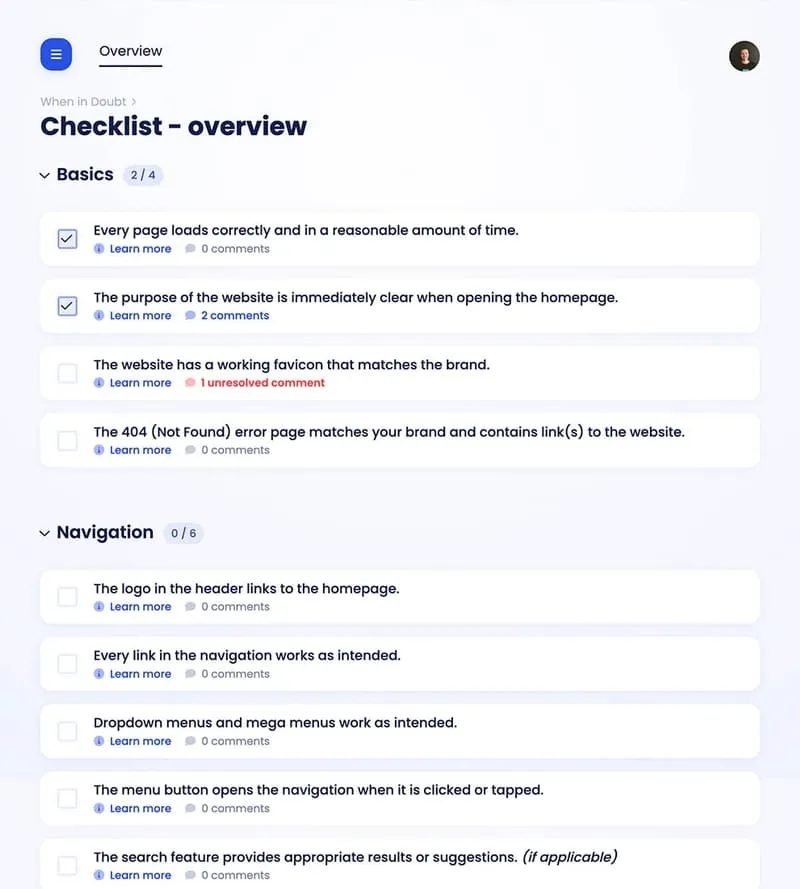 Overview
When in Doubt >
Checklist - overview
Basics 2 / 4
Every page loads correctly and in a reasonable amount of time.
Learn more 0 comments
The purpose of the website is immediately clear when opening the homepage.
Learn more 2 comments
The website has a working favicon that matches the brand.
Learn more 1 unresolved comment
The 404 (Not Found) error page matches your brand and contains link(s) to the website.
Learn more 0 comments
Navigation 0 / 6
The logo in the header links to the homepage.
Learn more 0 comments
Every link in the navigation works as intended.
Learn more 0 comments
Dropdown menus and mega menus work as intended.
Learn more 0 comments
The menu button opens the navigation when it is clicked or tapped.
Learn more 0 comments
The search feature provides appropriate results or suggestions. (if applicable)
Learn more 0 comments